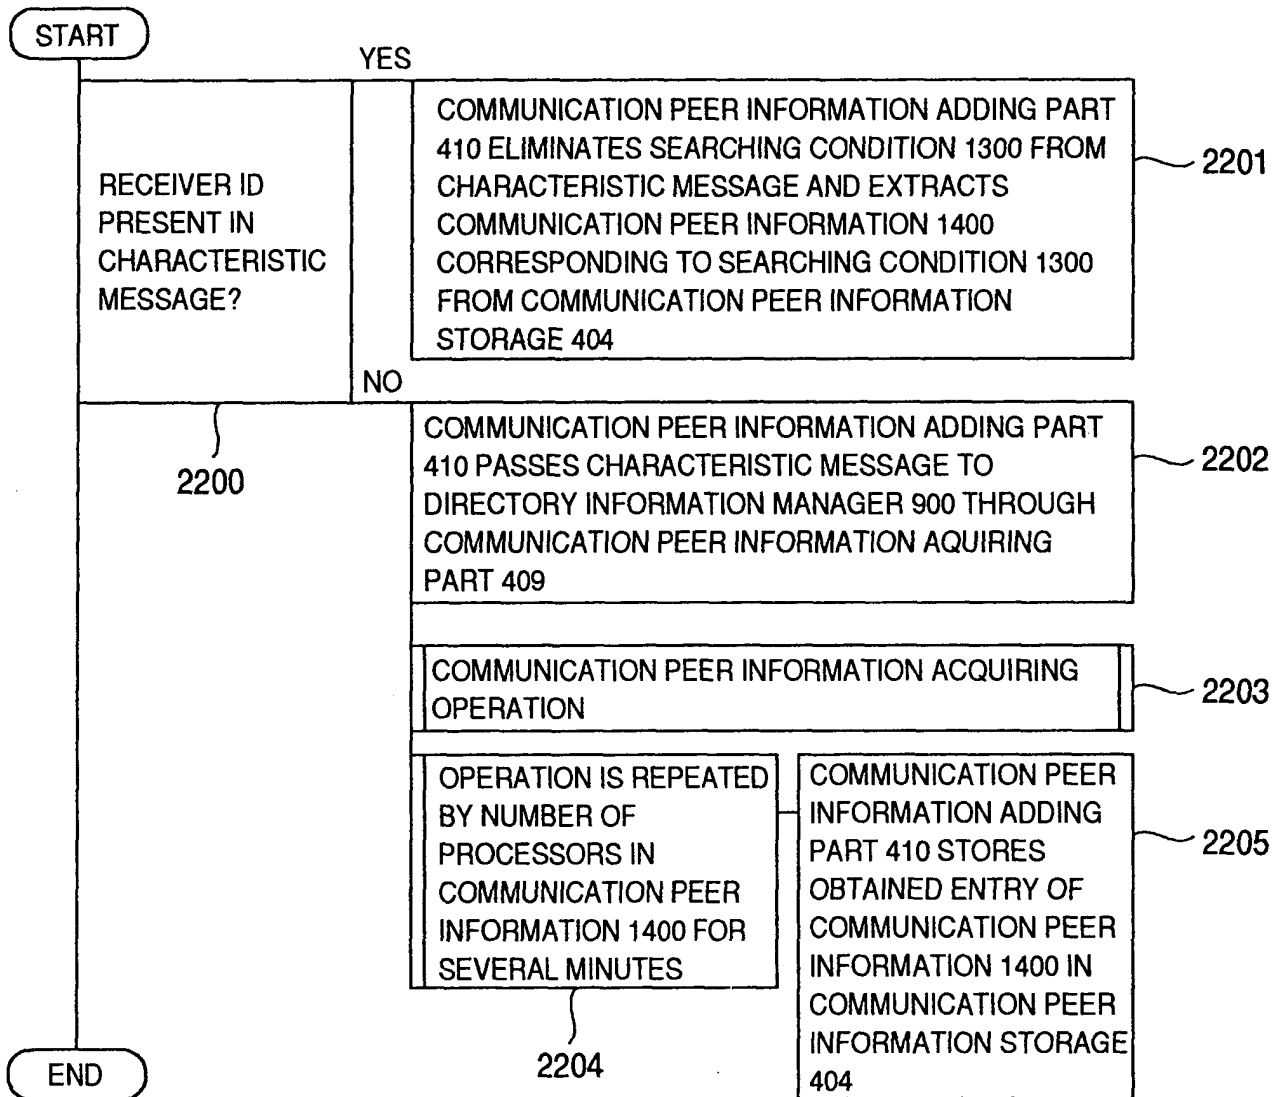 START
YES
RECEIVER ID
PRESENT IN
CHARACTERISTIC
MESSAGE?
2200
COMMUNICATION PEER INFORMATION ADDING PART
410 ELIMINATES SEARCHING CONDITION 1300 FROM
CHARACTERISTIC MESSAGE AND EXTRACTS
COMMUNICATION PEER INFORMATION 1400
CORRESPONDING TO SEARCHING CONDITION 1300
FROM COMMUNICATION PEER INFORMATION
STORAGE 404
2201
NO
COMMUNICATION PEER INFORMATION ADDING PART
410 PASSES CHARACTERISTIC MESSAGE TO
DIRECTORY INFORMATION MANAGER 900 THROUGH
COMMUNICATION PEER INFORMATION AQUIRING
PART 409
2202
COMMUNICATION PEER INFORMATION ACQUIRING
OPERATION
2203
OPERATION IS REPEATED
BY NUMBER OF
PROCESSORS IN
COMMUNICATION PEER
INFORMATION 1400 FOR
SEVERAL MINUTES
2204
COMMUNICATION PEER
INFORMATION ADDING
PART 410 STORES
OBTAINED ENTRY OF
COMMUNICATION PEER
INFORMATION 1400 IN
COMMUNICATION PEER
INFORMATION STORAGE
404
2205
END